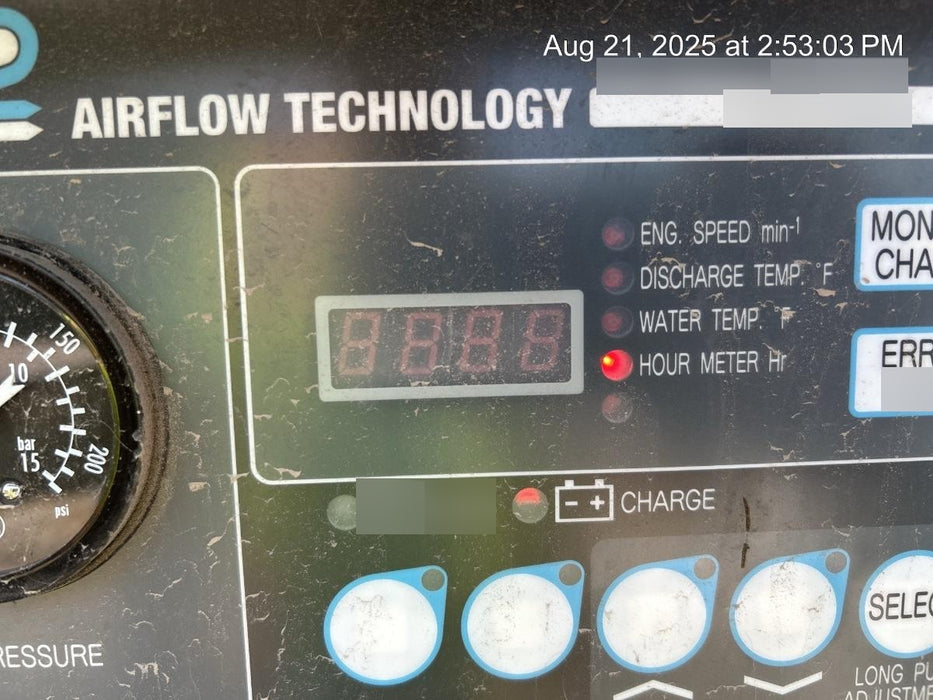 Aug 21, 2025 at 2:53:03 PM
AIRFLOW TECHNOLOGY
ENG. SPEED min-1
DISCHARGE TEMP. °F
WATER TEMP. °F
HOUR METER Hr
MON
CHA
ERR
150
10
bar
15
200
psi
- + CHARGE
RESSURE
SELEC
LONG PU
ADJUSTME